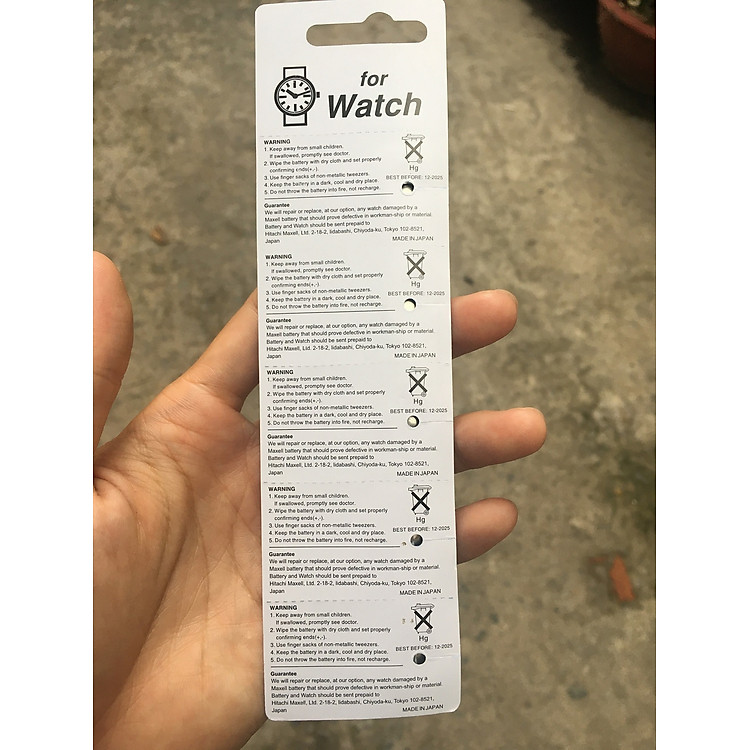 for
Watch
WARNING
1. Keep away from small children.
If swallowed, promptly see doctor.
2. Wipe the battery with dry cloth and set properly
confirming ends(+,-).
3. Use finger sacks of non-metallic tweezers.
4. Keep the battery in a dark, cool and dry place.
5. Do not throw the battery into fire, not recharge.
Hg
BEST BEFORE: 12-2025
Guarantee
We will repair or replace, at our option, any watch damaged by a
Maxell battery that should prove defective in workman-ship or material.
Battery and Watch should be sent prepaid to
Hitachi Maxell, Ltd. 2-18-2, Iidabashi, Chiyoda-ku, Tokyo 102-8521,
Japan
MADE IN JAPAN
WARNING
1. Keep away from small children.
If swallowed, promptly see doctor.
2. Wipe the battery with dry cloth and set properly
confirming ends(+,-).
3. Use finger sacks of non-metallic tweezers.
4. Keep the battery in a dark, cool and dry place.
5. Do not throw the battery into fire, not recharge.
Hg
BEST BEFORE: 12-2025
Guarantee
We will repair or replace, at our option, any watch damaged by a
Maxell battery that should prove defective in workman-ship or material.
Battery and Watch should be sent prepaid to
Hitachi Maxell, Ltd. 2-18-2, Iidabashi, Chiyoda-ku, Tokyo 102-8521,
Japan
MADE IN JAPAN
WARNING
1. Keep away from small children.
If swallowed, promptly see doctor.
2. Wipe the battery with dry cloth and set properly
confirming ends(+,-).
3. Use finger sacks of non-metallic tweezers.
4. Keep the battery in a dark, cool and dry place.
5. Do not throw the battery into fire, not recharge.
Hg
BEST BEFORE: 12-2025
Guarantee
We will repair or replace, at our option, any watch damaged by a
Maxell battery that should prove defective in workman-ship or material.
Battery and Watch should be sent prepaid to
Hitachi Maxell, Ltd. 2-18-2, Iidabashi, Chiyoda-ku, Tokyo 102-8521,
Japan
MADE IN JAPAN
WARNING
1. Keep away from small children.
If swallowed, promptly see doctor.
2. Wipe the battery with dry cloth and set properly
confirming ends(+,-).
3. Use finger sacks of non-metallic tweezers.
4. Keep the battery in a dark, cool and dry place.
5. Do not throw the battery into fire, not recharge.
Hg
BEST BEFORE: 12-2025
Guarantee
We will repair or replace, at our option, any watch damaged by a
Maxell battery that should prove defective in workman-ship or material.
Battery and Watch should be sent prepaid to
Hitachi Maxell, Ltd. 2-18-2, Iidabashi, Chiyoda-ku, Tokyo 102-8521,
Japan
MADE IN JAPAN
WARNING
1. Keep away from small children.
If swallowed, promptly see doctor.
2. Wipe the battery with dry cloth and set properly
confirming ends(+,-).
3. Use finger sacks of non-metallic tweezers.
4. Keep the battery in a dark, cool and dry place.
5. Do not throw the battery into fire, not recharge.
Hg
BEST BEFORE: 12-2025
Guarantee
We will repair or replace, at our option, any watch damaged by a
Maxell battery that should prove defective in workman-ship or material.
Battery and Watch should be sent prepaid to
Hitachi Maxell, Ltd. 2-18-2, Iidabashi, Chiyoda-ku, Tokyo 102-8521,
Japan
MADE IN JAPAN